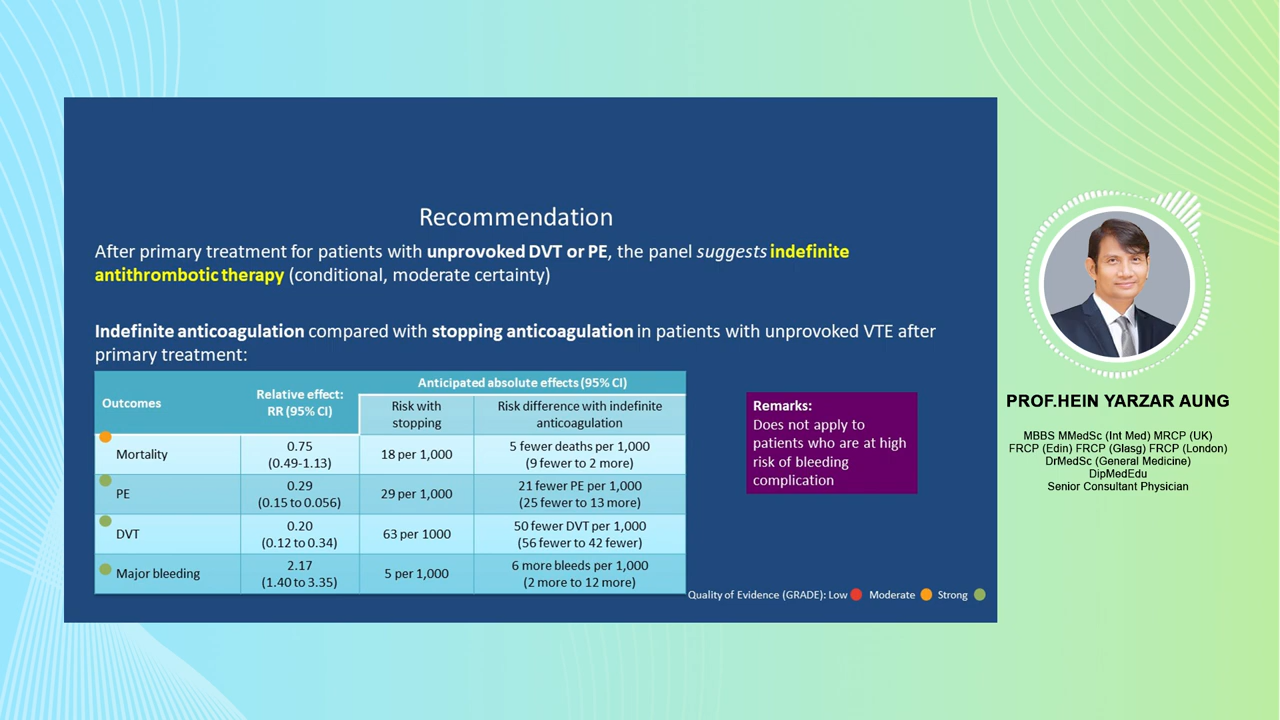 Recommendation
After primary treatment for patients with unprovoked DVT or PE, the panel suggests indefinite
antithrombotic therapy (conditional, moderate certainty)
Indefinite anticoagulation compared with stopping anticoagulation in patients with unprovoked VTE after
primary treatment:
Outcomes
Relative effect:
RR (95% CI)
Anticipated absolute effects (95% CI)
Risk with
stopping
Risk difference with indefinite
anticoagulation
Mortality
0.75
(0.49-1.13)
18 per 1,000
5 fewer deaths per 1,000
(9 fewer to 2 more)
PE
0.29
(0.15 to 0.056)
29 per 1,000
21 fewer PE per 1,000
(25 fewer to 13 more)
DVT
0.20
(0.12 to 0.34)
63 per 1000
50 fewer DVT per 1,000
(56 fewer to 42 fewer)
Major bleeding
2.17
(1.40 to 3.35)
5 per 1,000
6 more bleeds per 1,000
(2 more to 12 more)
Remarks:
Does not apply to
patients who are at high
risk of bleeding
complication
Quality of Evidence (GRADE): Low Moderate Strong
PROF.HEIN YARZAR AUNG
MBBS MMedSc (Int Med) MRCP (UK)
FRCP (Edin) FRCP (Glasg) FRCP (London)
DrMedSc (General Medicine)
DipMedEdu
Senior Consultant Physician